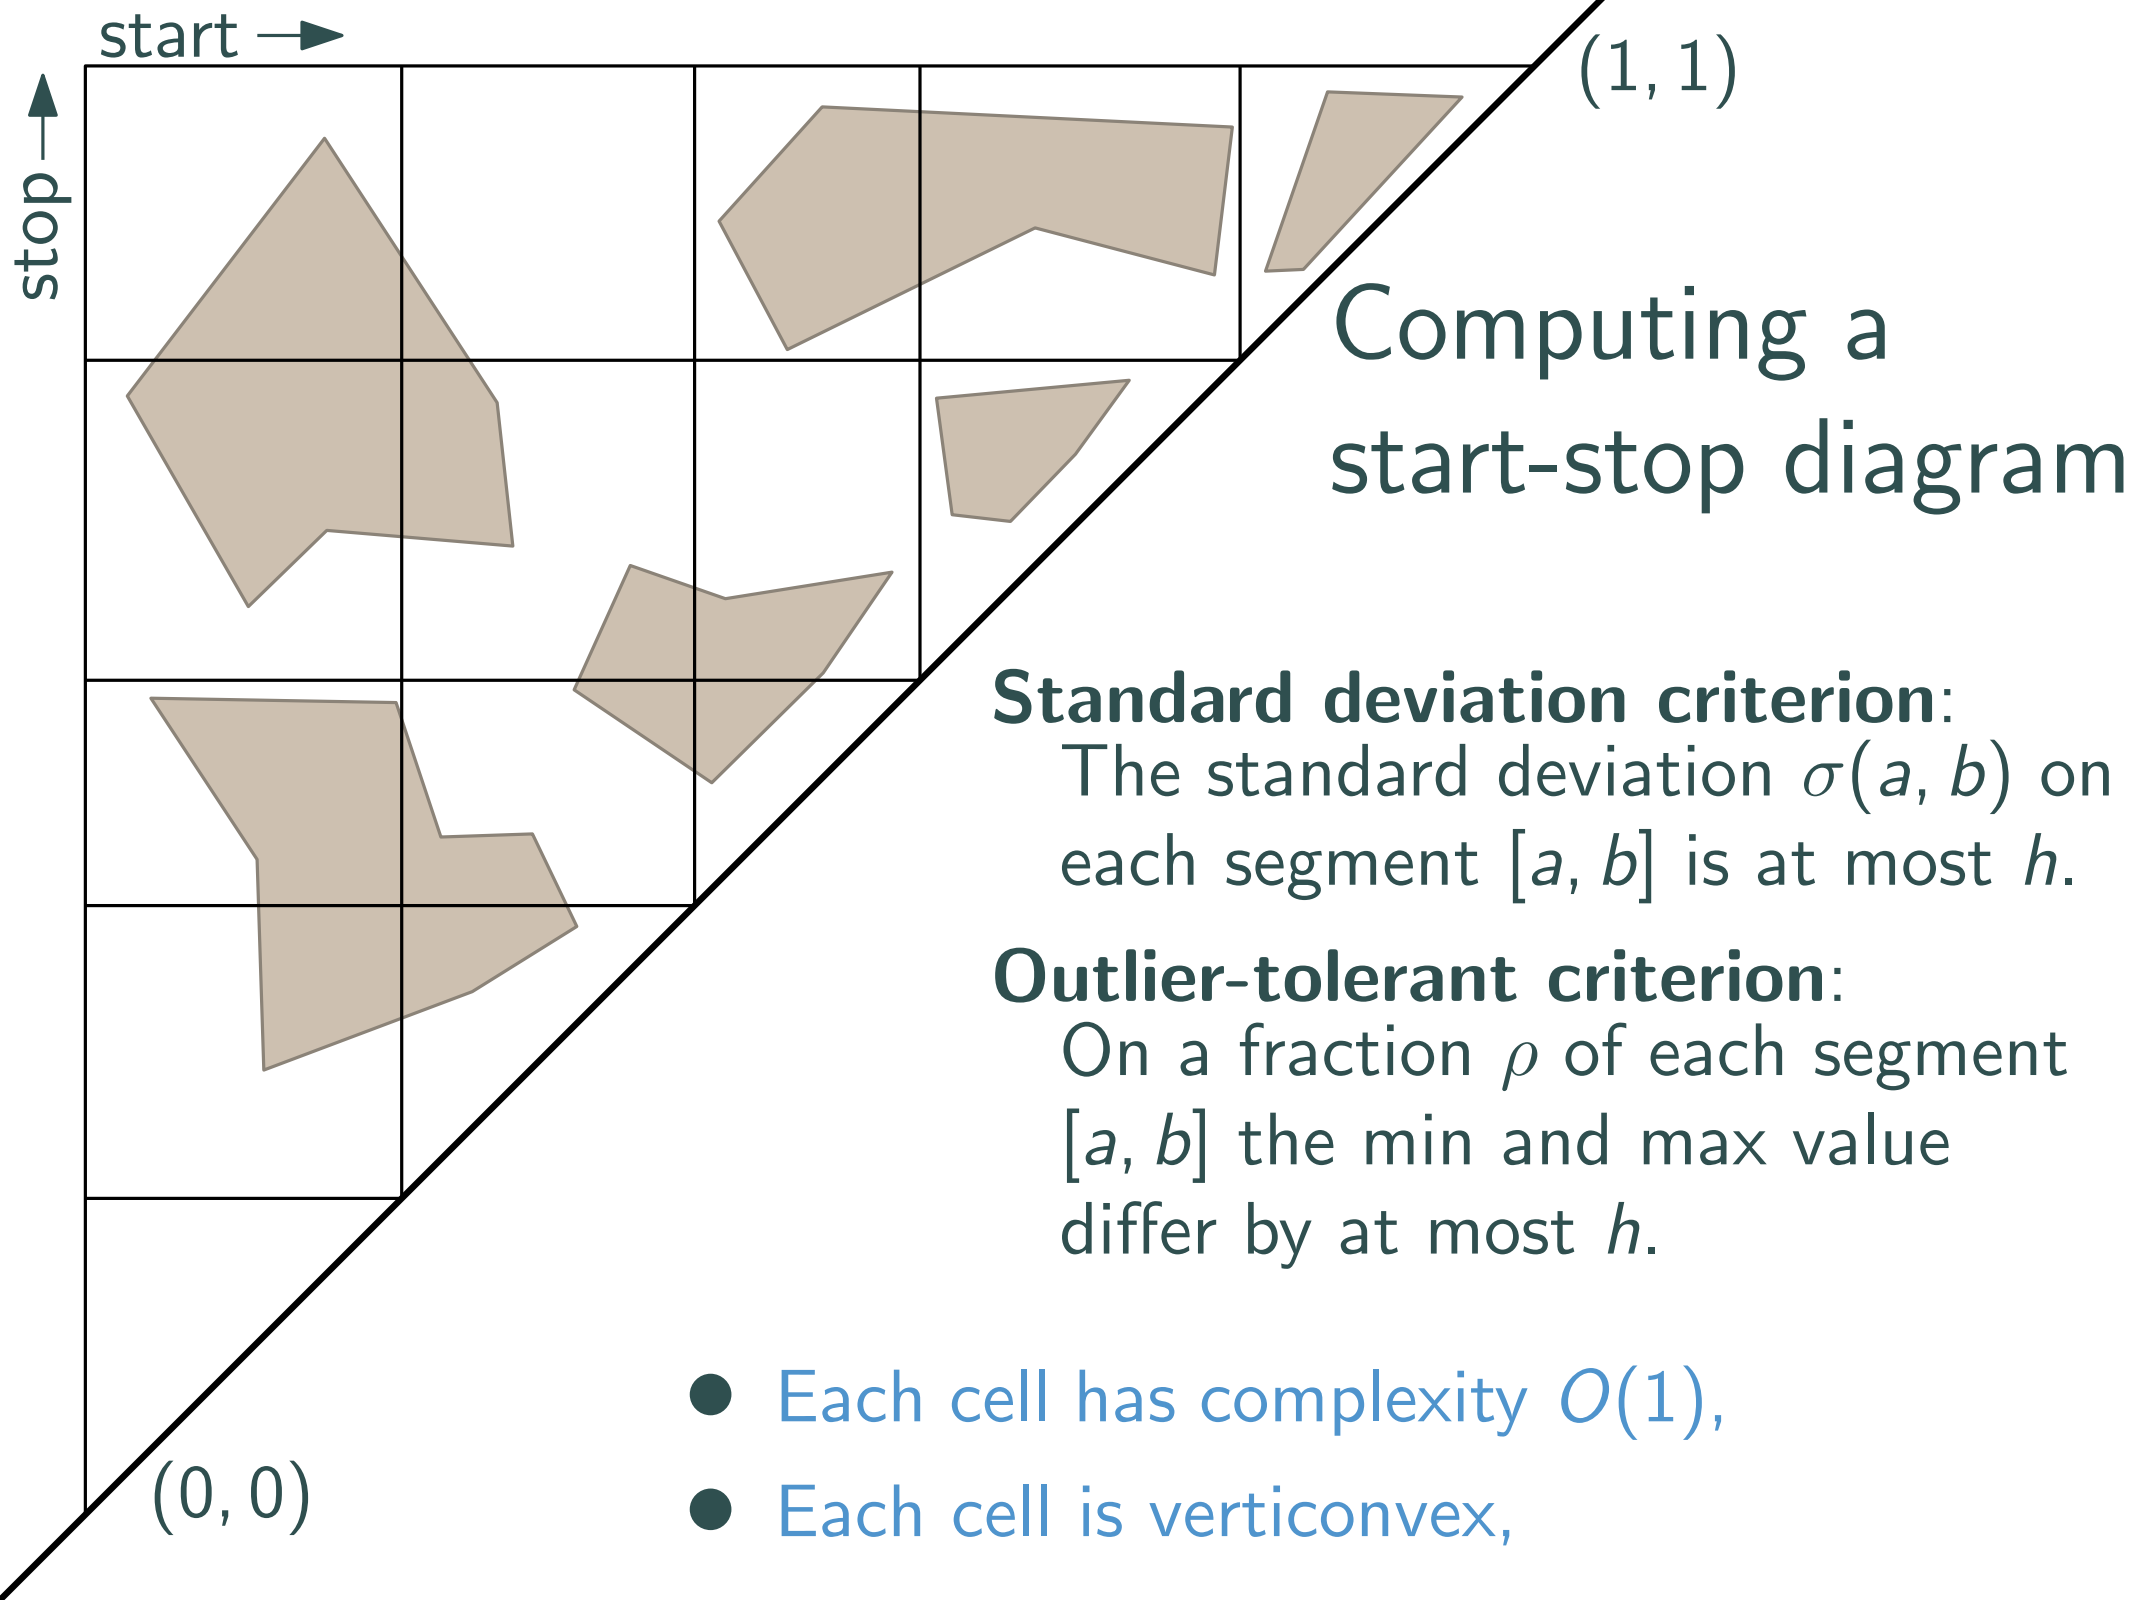 start
stop
(1, 1)
Computing a
start-stop diagram
Standard deviation criterion:
The standard deviation σ(a, b) on
each segment [a, b] is at most h.
Outlier-tolerant criterion:
On a fraction ρ of each segment
[a, b] the min and max value
differ by at most h.
• Each cell has complexity O(1),
(0, 0)
• Each cell is verticonvex,